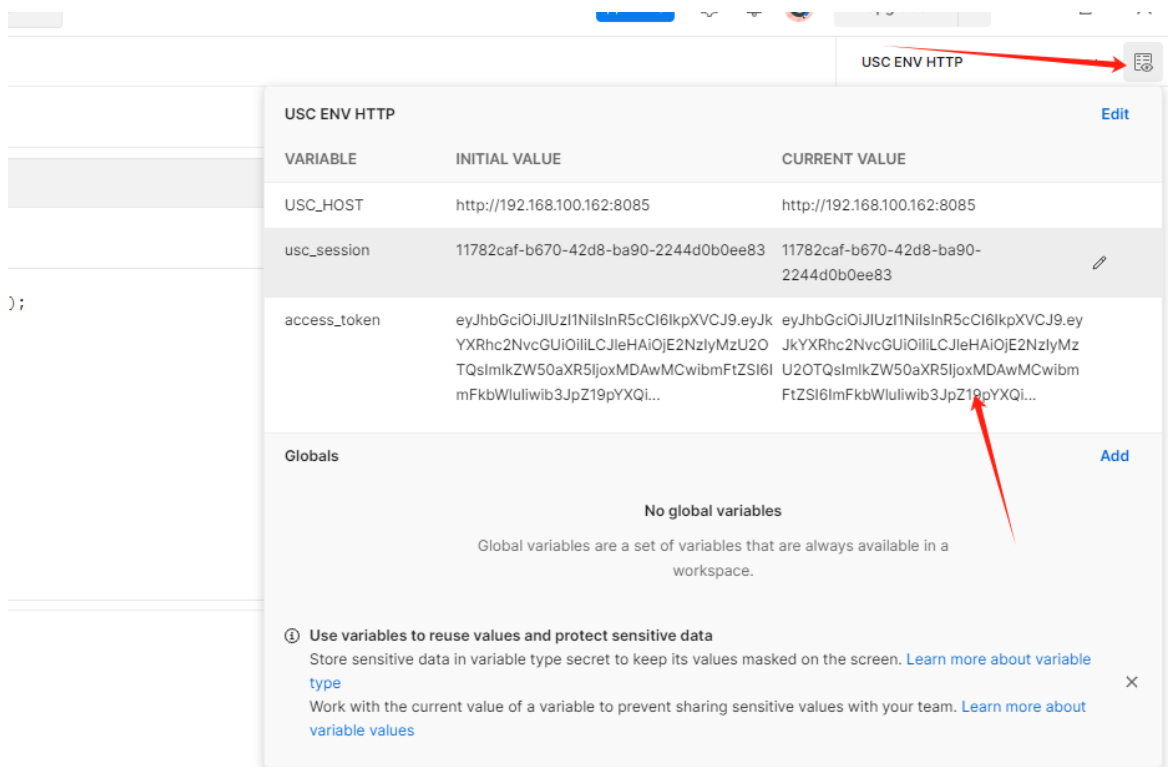 USC ENV HTTP
USC ENV HTTP Edit
VARIABLE INITIAL VALUE CURRENT VALUE
USC_HOST http://192.168.100.162:8085 http://192.168.100.162:8085
usc_session 11782caf-b670-42d8-ba90-2244d0b0ee83 11782caf-b670-42d8-ba90-
2244d0b0ee83
);
access_token eyJhbGciOiJIUzI1NiIsInR5cCI6IkpXVCJ9.eyJk eyJhbGciOiJIUzI1NiIsInR5cCI6IkpXVCJ9.ey
YXRhc2NvcGUiOiIiLCJleHAiOjE2NzIyMzU2O JkYXRhc2NvcGUiOiIiLCJleHAiOjE2NzIyMz
TQsImlkZW50aXR5IjoxMDAwMCwibmFtZSI6I U2OTQsImlkZW50aXR5IjoxMDAwMCwibm
mFkbWluIiwib3JpZ19pYXQi... FtZSI6ImFkbWluIiwib3JpZ19pYXQi...
Globals Add
No global variables
Global variables are a set of variables that are always available in a
workspace.
Use variables to reuse values and protect sensitive data
Store sensitive data in variable type secret to keep its values masked on the screen. Learn more about variable
type
Work with the current value of a variable to prevent sharing sensitive values with your team. Learn more about
variable values